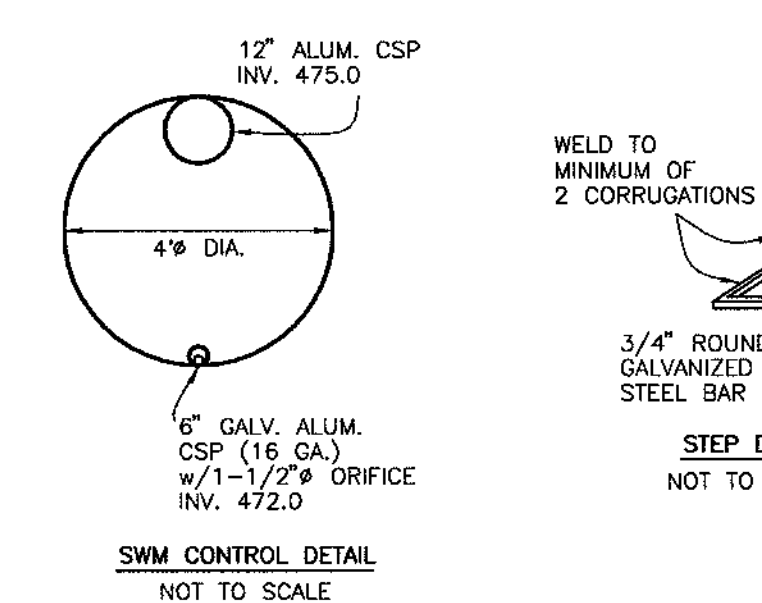 12" ALUM. CSP
INV. 475.0
4'ø DIA.
6" GALV. ALUM.
CSP (16 GA.)
w/1-1/2"ø ORIFICE
INV. 472.0
SWM CONTROL DETAIL
NOT TO SCALE
WELD TO
MINIMUM OF
2 CORRUGATIONS
3/4" ROUND
GALVANIZED
STEEL BAR
STEP
NOT TO